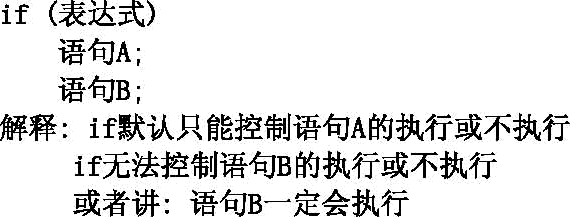 if (表达式)
语句A;
语句B;
解释: if默认只能控制语句A的执行或不执行
if无法控制语句B的执行或不执行
或者讲: 语句B一定会执行